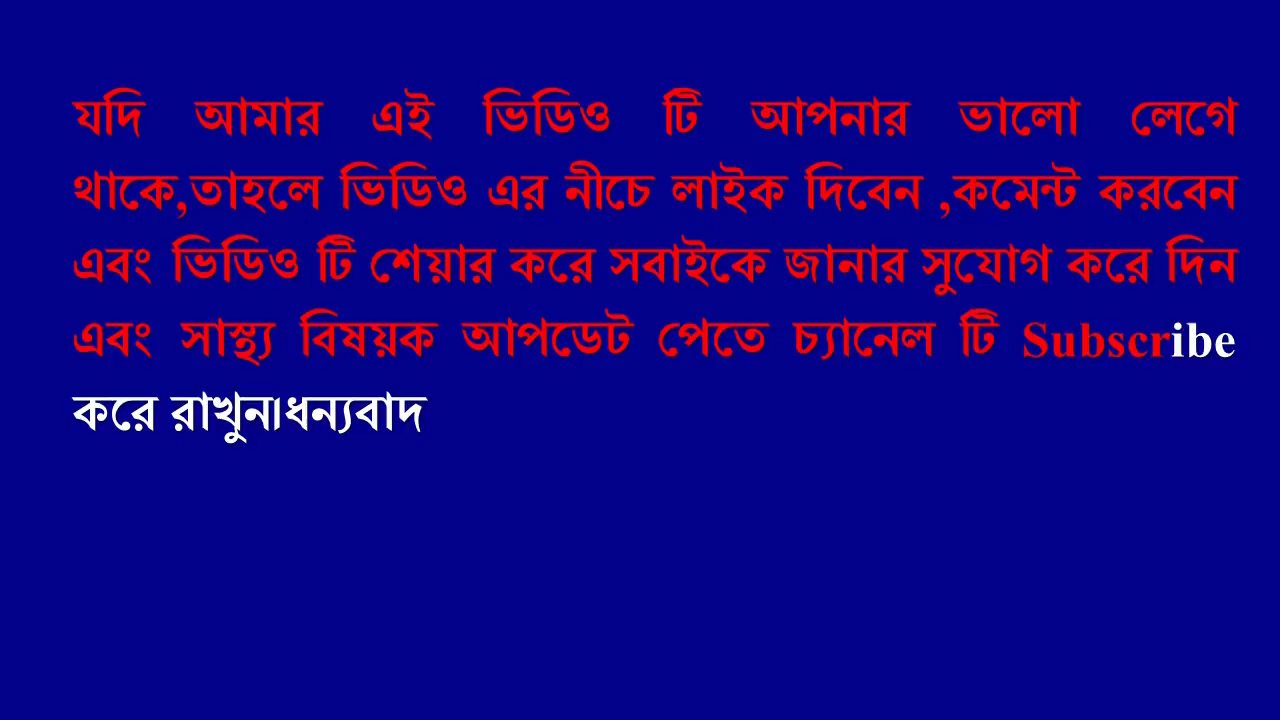 যদি আমার এই ভিডিও টি আপনার ভালো লেগে
থাকে,তাহলে ভিডিও এর নীচে লাইক দিবেন ,কমেন্ট করবেন
এবং ভিডিও টি শেয়ার করে সবাইকে জানার সুযোগ করে দিন
এবং সাস্থ্য বিষয়ক আপডেট পেতে চ্যানেল টি Subscribe
করে রাখুন।ধন্যবাদ